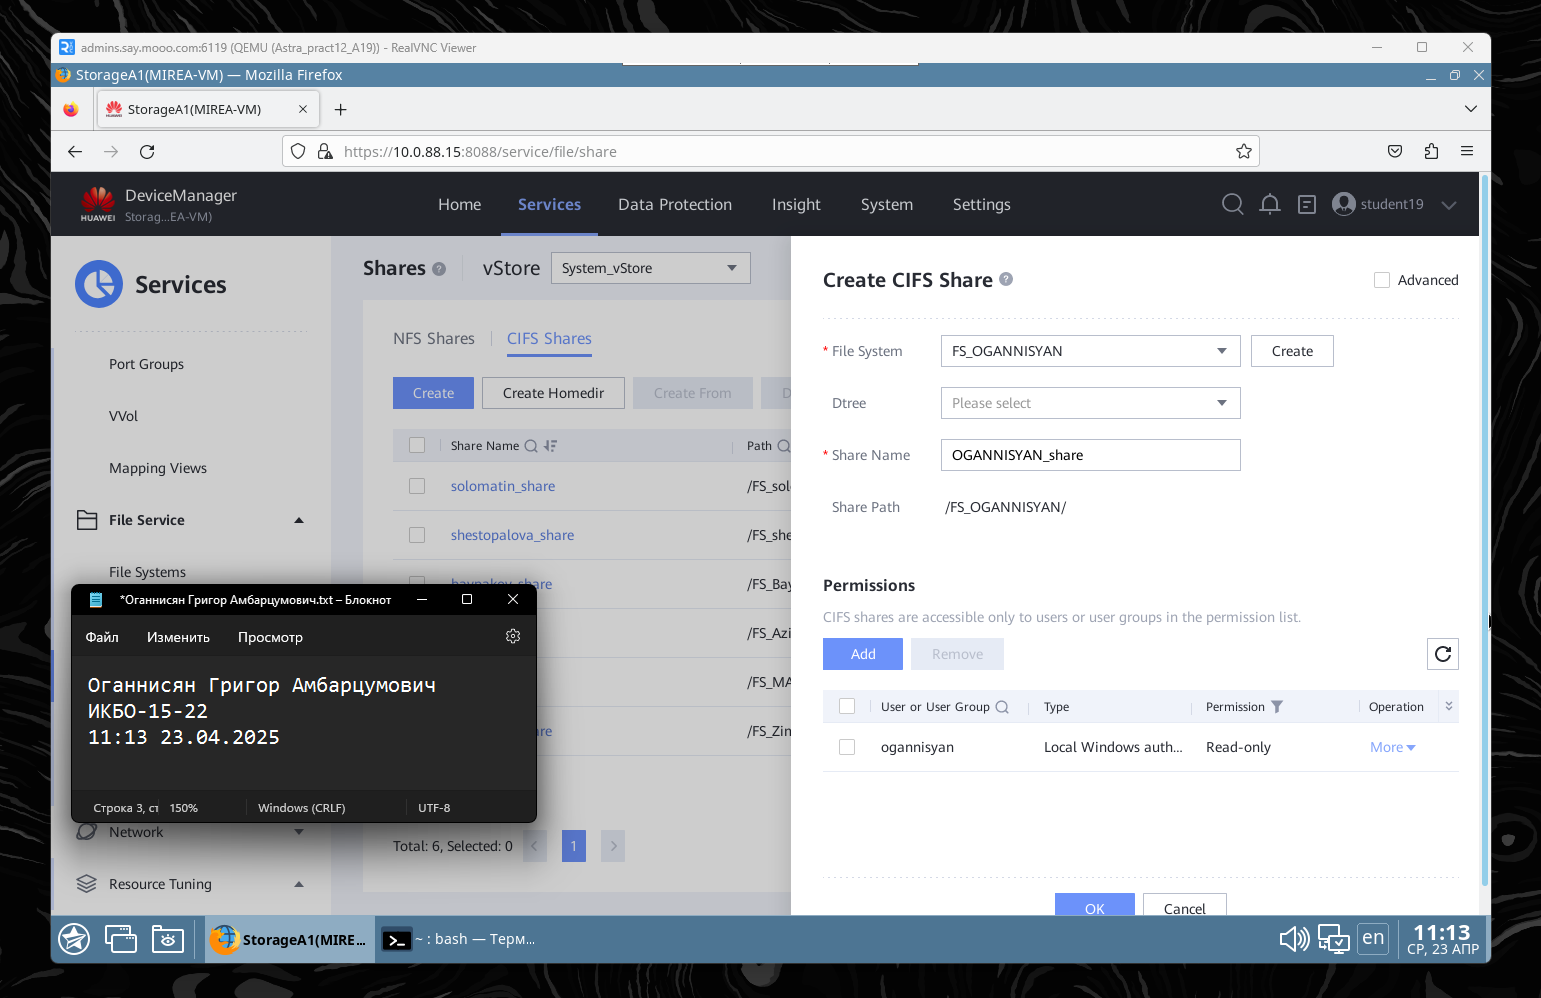 admins.say.mooo.com:6119 (QEMU (Astra_pract12_A19)) - RealVNC Viewer
StorageA1(MIREA-VM) — Mozilla Firefox
StorageA1(MIREA-VM)
https://10.0.88.15:8088/service/file/share
HUAWEI
DeviceManager
Storag...EA-VM)
Home
Services
Data Protection
Insight
System
Settings
student19
Services
Port Groups
VVol
Mapping Views
File Service
File Systems
Network
Resource Tuning
Shares
vStore
System_vStore
NFS Shares
CIFS Shares
Create
Create Homedir
Create From
D
Share Name
Path
solomatin_share
/FS_sol
shestopalova_share
/FS_she
baypakov_share
/FS_Bay
/FS_Azi
/FS_MA
re
/FS_Zin
Total: 6, Selected: 0
1
Create CIFS Share
Advanced
* File System
FS_OGANNISYAN
Create
Dtree
Please select
* Share Name
OGANNISYAN_share
Share Path
/FS_OGANNISYAN/
Permissions
CIFS shares are accessible only to users or user groups in the permission list.
Add
Remove
User or User Group
Type
Permission
Operation
ogannisyan
Local Windows auth...
Read-only
More
OK
Cancel
*Оганнисян Григор Амбарцумович.txt – Блокнот
Файл
Изменить
Просмотр
Оганнисян Григор Амбарцумович
ИКБО-15-22
11:13 23.04.2025
Строка 3, ст
150%
Windows (CRLF)
UTF-8
StorageA1(MIRE...
~ : bash — Терм...
en
11:13
СР, 23 АПР